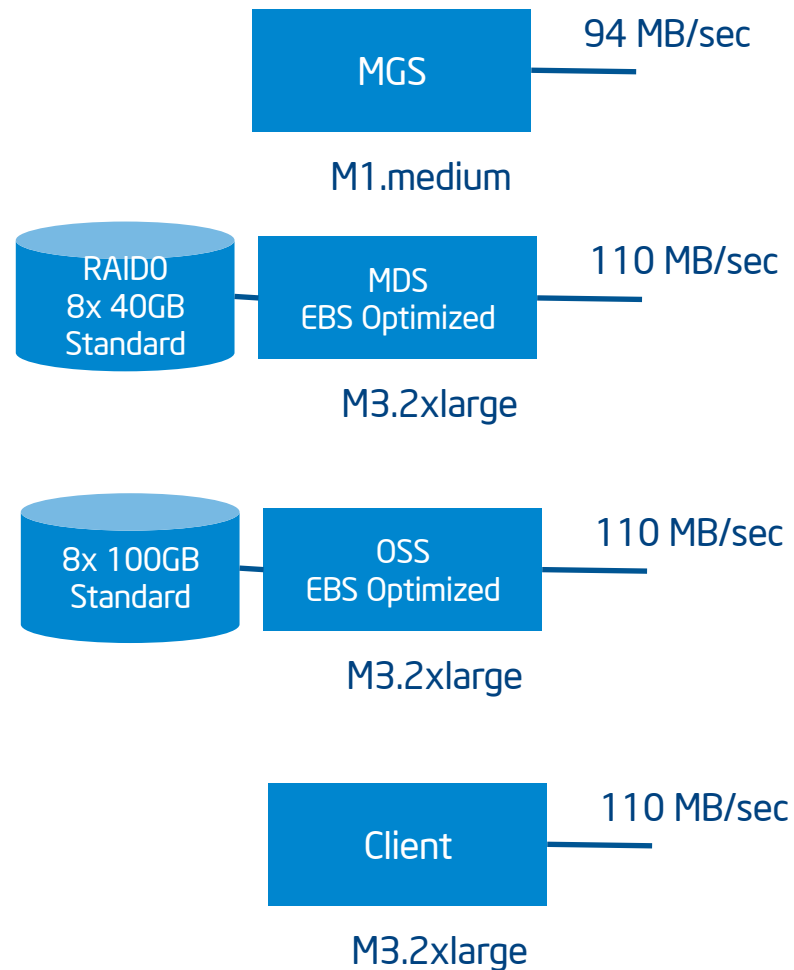 94 MB/sec
MGS
M1.medium
RAID0
8x 40GB
Standard
MDS
EBS Optimized
110 MB/sec
M3.2xlarge
8x 100GB
Standard
OSS
EBS Optimized
110 MB/sec
M3.2xlarge
110 MB/sec
Client
M3.2xlarge